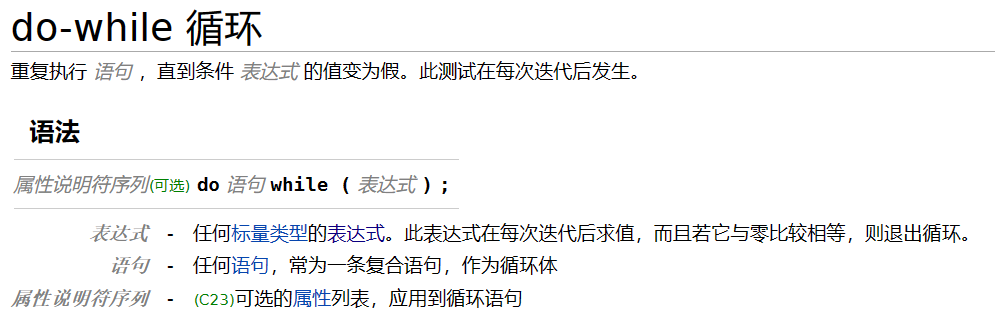 do-while 循环
重复执行 语句 ，直到条件 表达式 的值变为假。此测试在每次迭代后发生。
语法
属性说明符序列(可选) do 语句 while ( 表达式 ) ;
表达式 - 任何标量类型的表达式。此表达式在每次迭代后求值，而且若它与零比较相等，则退出循环。
语句 - 任何语句，常为一条复合语句，作为循环体
属性说明符序列 - (C23)可选的属性列表，应用到循环语句